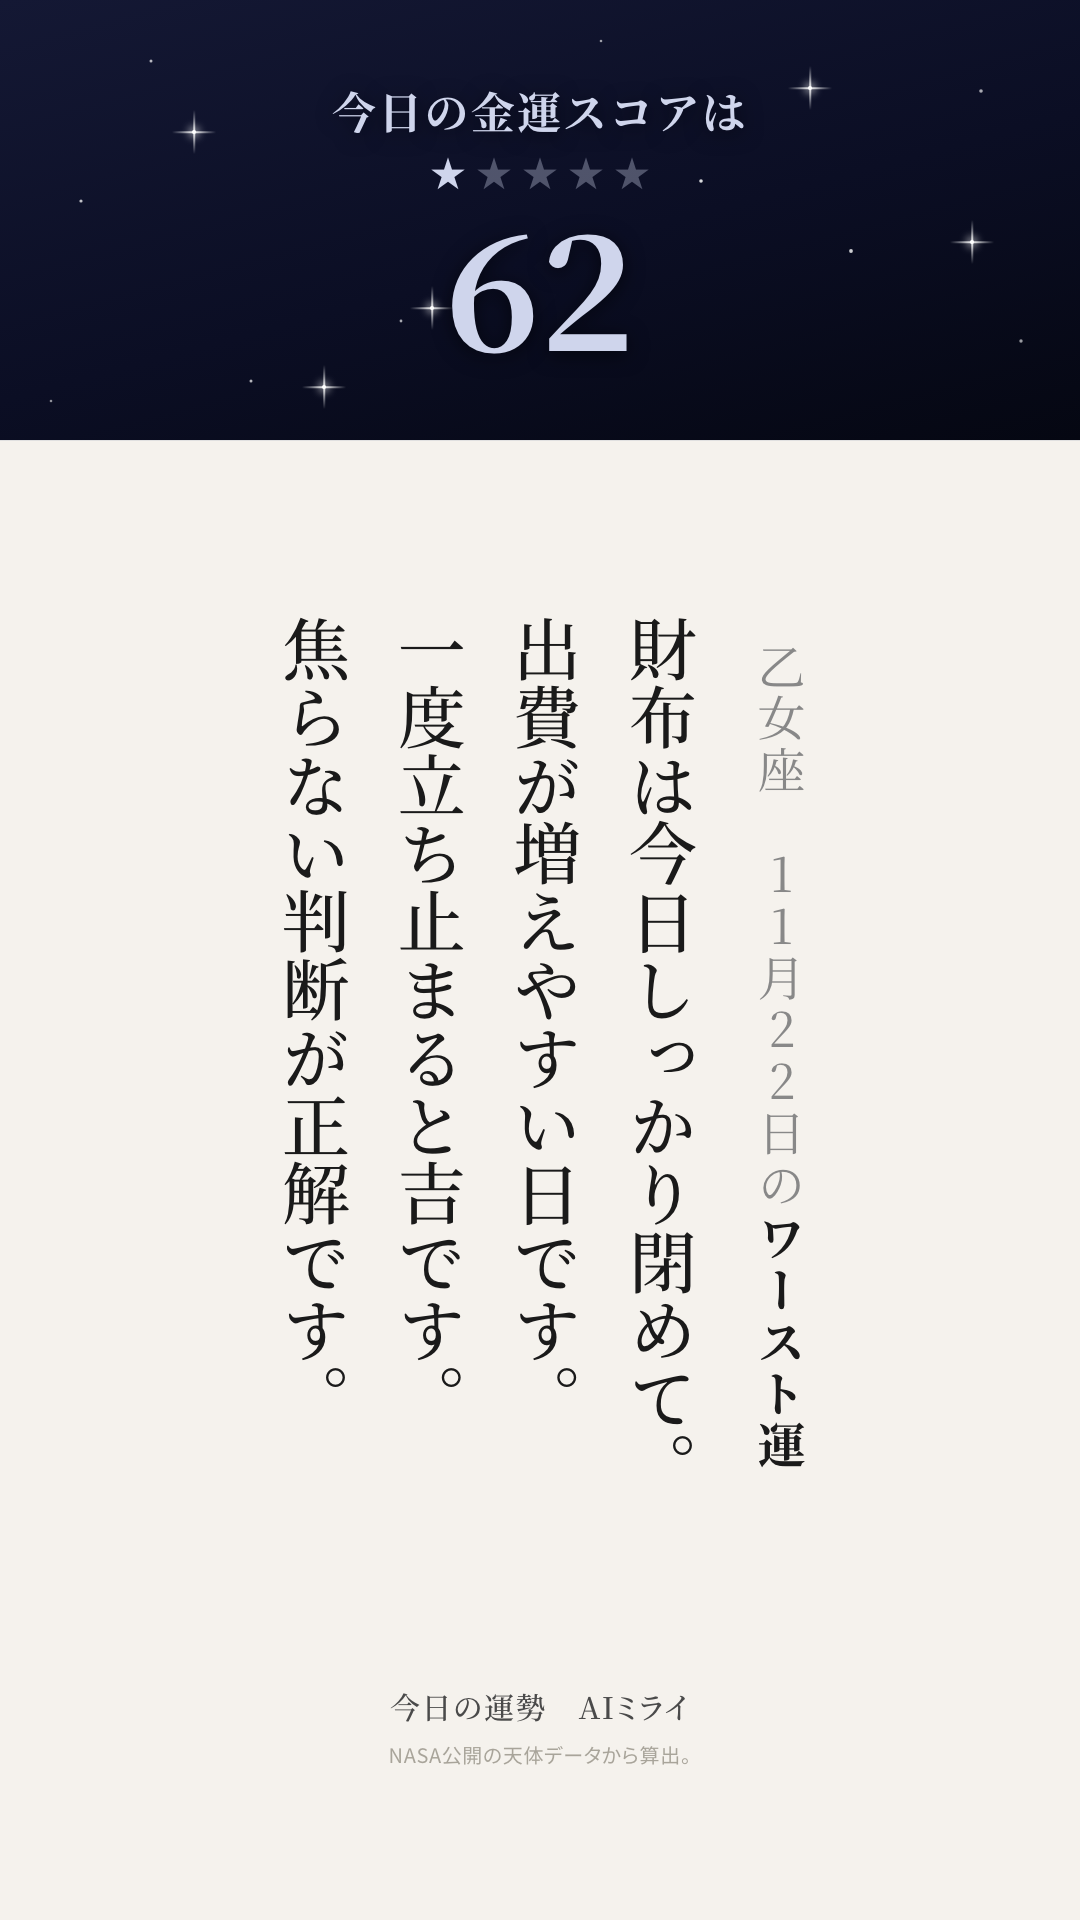 今日の金運スコアは
★★★★★
62
乙女座　11月22日のワースト運
財布は今日しっかり閉めて。
出費が増えやすい日です。
一度立ち止まると吉です。
焦らない判断が正解です。
今日の運勢　AIミライ
NASA公開の天体データから算出。